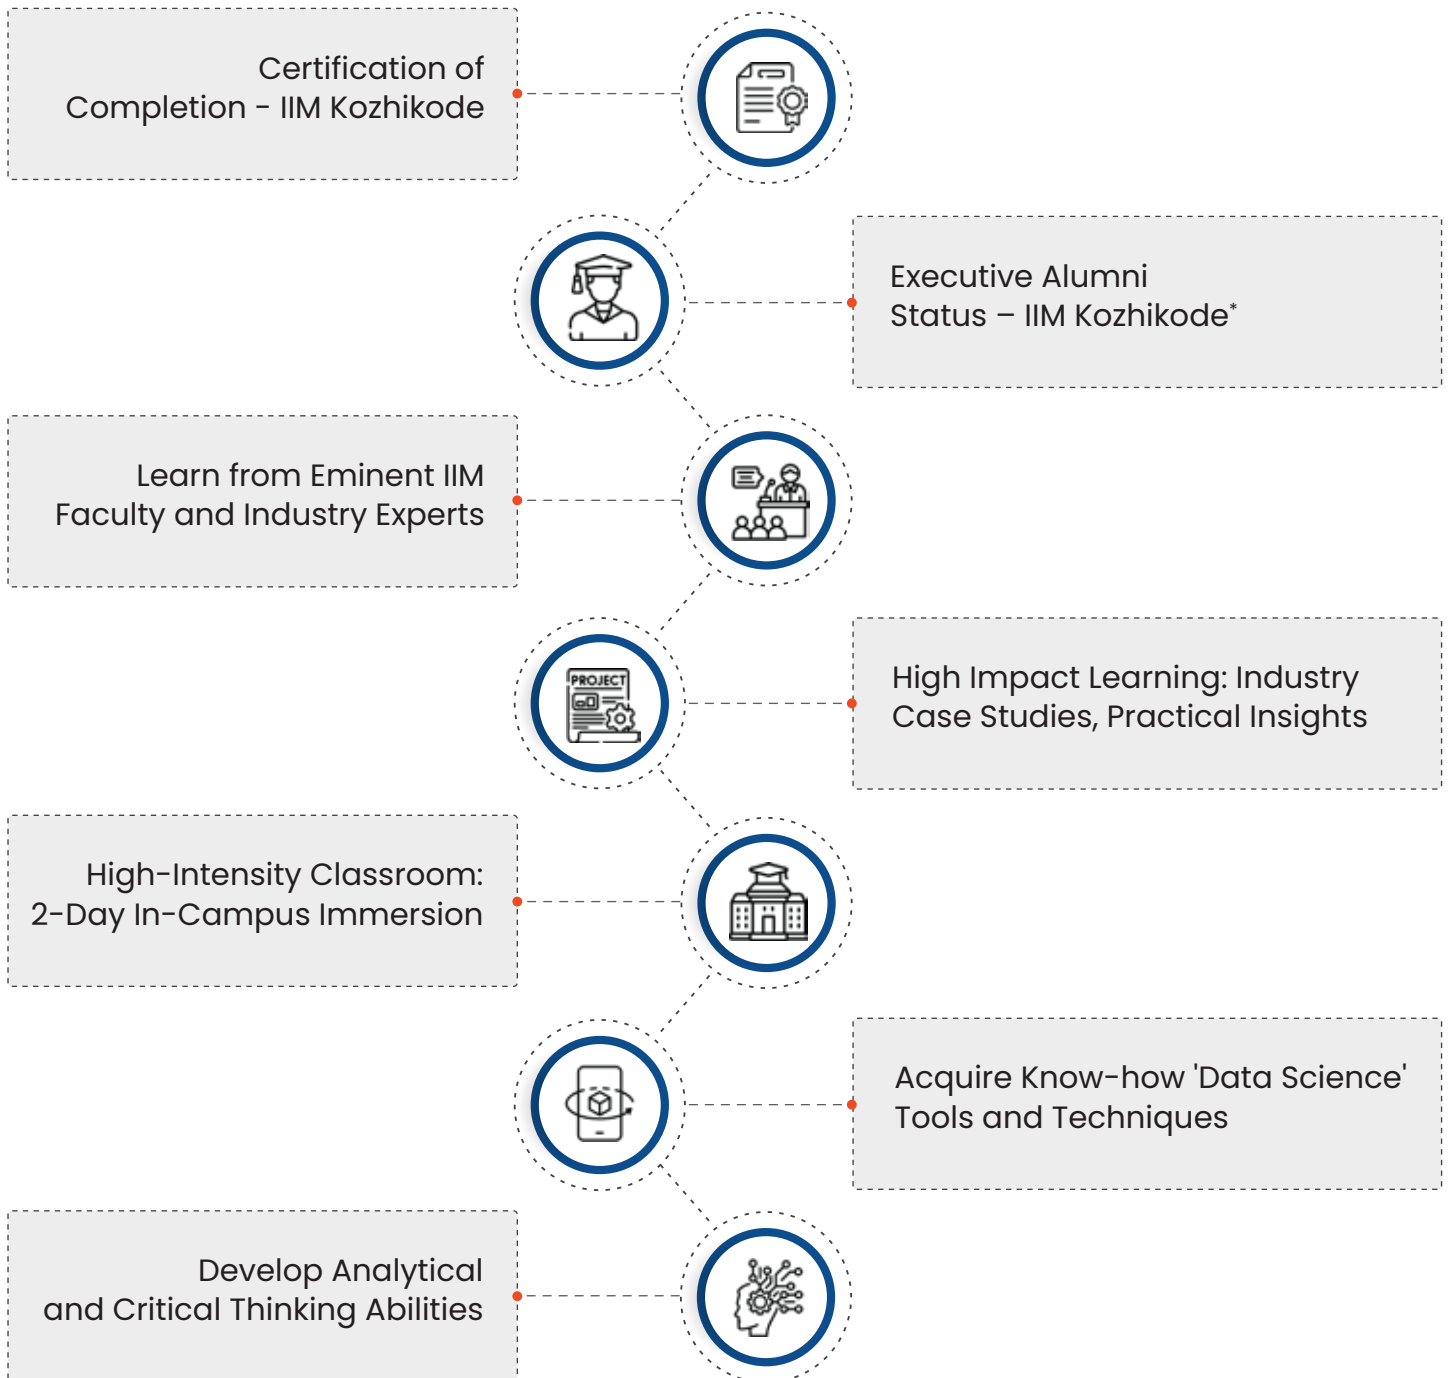 Certification of
Completion - IIM Kozhikode
Executive Alumni
Status – IIM Kozhikode*
Learn from Eminent IIM
Faculty and Industry Experts
PROJECT
High Impact Learning: Industry
Case Studies, Practical Insights
High-Intensity Classroom:
2-Day In-Campus Immersion
Acquire Know-how 'Data Science'
Tools and Techniques
Develop Analytical
and Critical Thinking Abilities